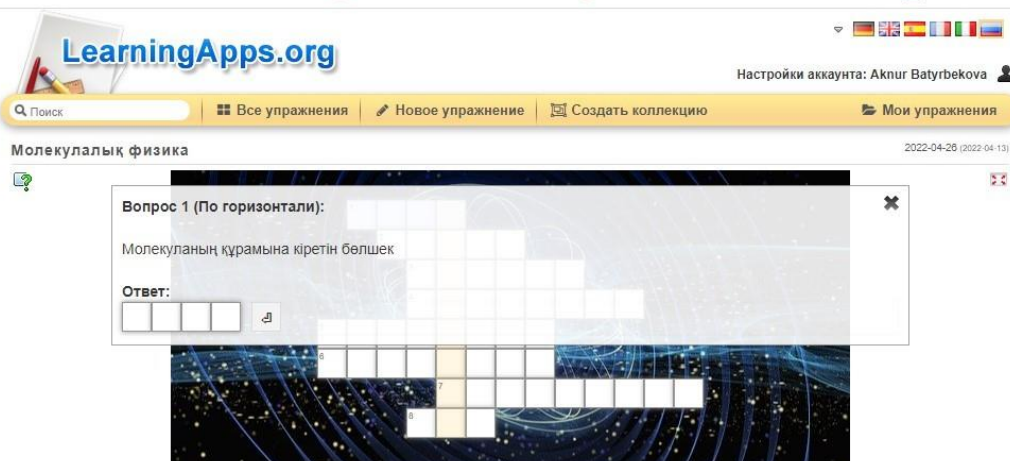 LearningApps.org
Настройки аккаунта: Aknur Batyrbekova
Поиск
Все упражнения
Новое упражнение
Создать коллекцию
Мои упражнения
Молекулалық физика
2022-04-26 (2022-04-13)
Вопрос 1 (По горизонтали):
Молекуланың құрамына кіретін бөлшек
Ответ:
6
7
8